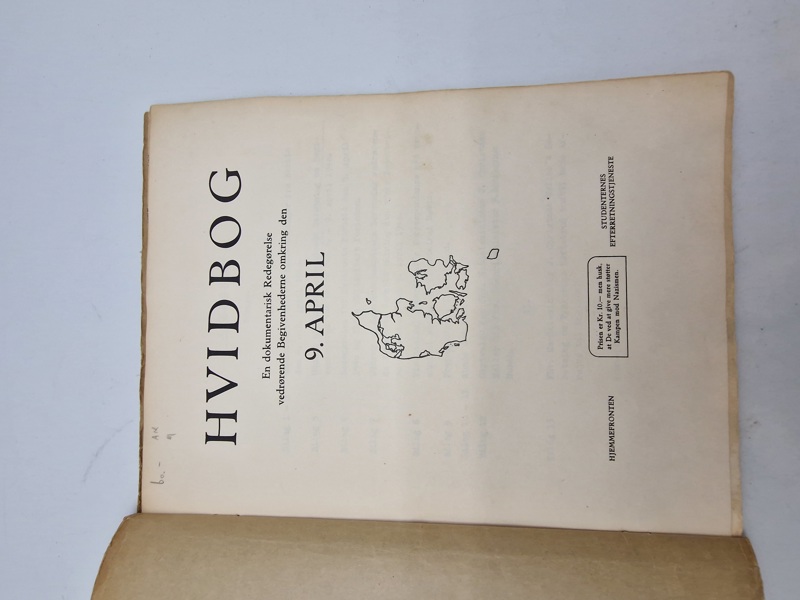 HVIDBOG
En dokumentarisk Redegørelse
vedrørende Begivenhederne omkring den
9. APRIL
HJEMMEFRONTEN
Prisen er Kr. 10.— men husk,
at De ved at give mere støtter
Kampen mod Nazismen.
STUDENTERNES
EFTERRETNINGSTJENESTE